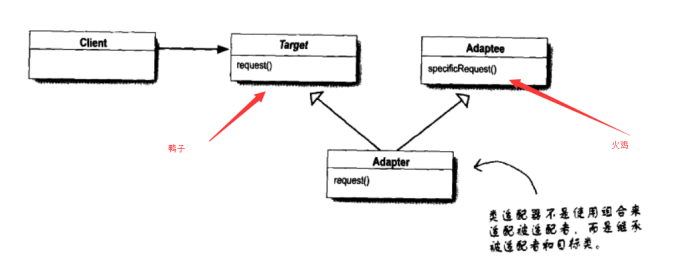 Client
Target
request()
Adaptee
specificRequest()
鸭子
火鸡
Adapter
request()
类适配器不是使用组合来
适配被适配者，而是继承
被适配者和目标类。